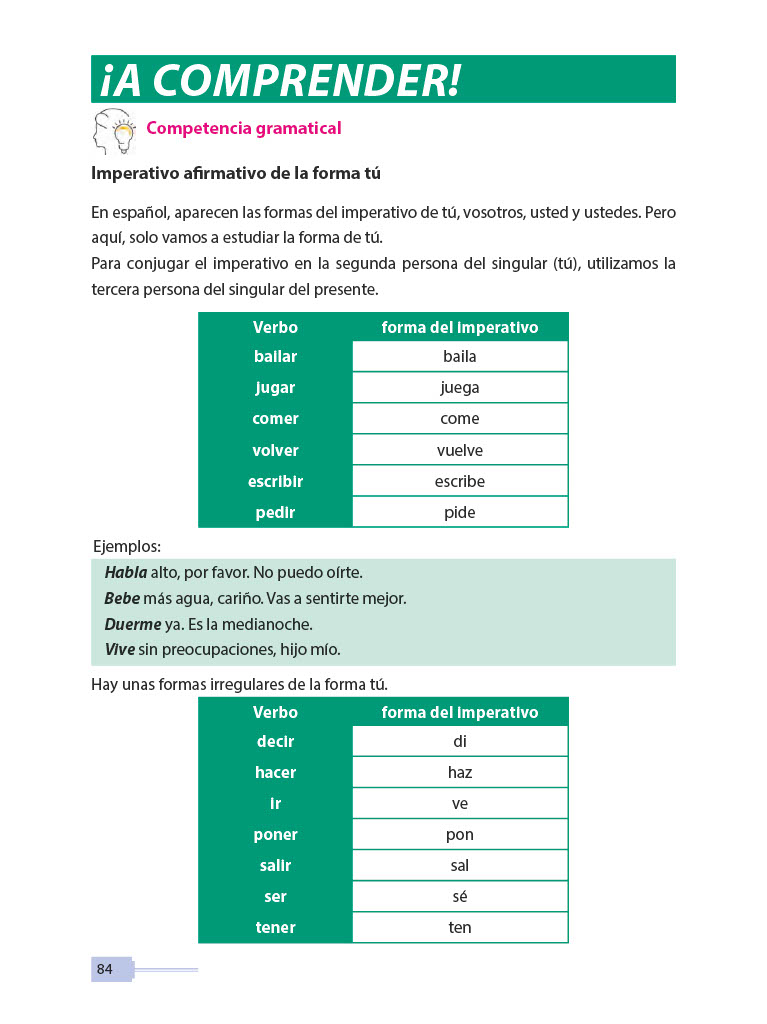 ¡A COMPRENDER!
Competencia gramatical
Imperativo afirmativo de la forma tú
En español, aparecen las formas del imperativo de tú, vosotros, usted y ustedes. Pero
aquí, solo vamos a estudiar la forma de tú.
Para conjugar el imperativo en la segunda persona del singular (tú), utilizamos la
tercera persona del singular del presente.
Verbo forma del imperativo
bailar baila
jugar juega
comer come
volver vuelve
escribir escribe
pedir pide
Ejemplos:
Habla alto, por favor. No puedo oírte.
Bebe más agua, cariño. Vas a sentirte mejor.
Duerme ya. Es la medianoche.
Vive sin preocupaciones, hijo mío.
Hay unas formas irregulares de la forma tú.
Verbo forma del imperativo
decir di
hacer haz
ir ve
poner pon
salir sal
ser sé
tener ten
84